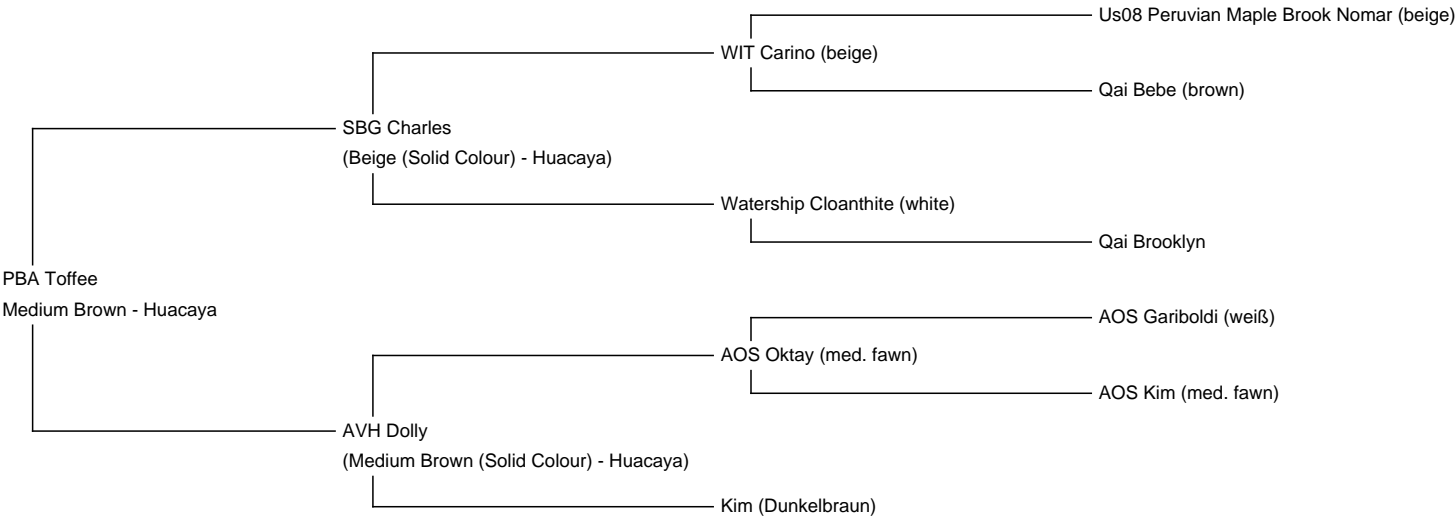 Us08 Peruvian Maple Brook Nomar (beige)
WIT Carino (beige)
Qai Bebe (brown)
SBG Charles
(Beige (Solid Colour) - Huacaya)
Watership Cloanthite (white)
Qai Brooklyn
PBA Toffee
Medium Brown - Huacaya
AOS Gariboldi (weiß)
AOS Oktay (med. fawn)
AOS Kim (med. fawn)
AVH Dolly
(Medium Brown (Solid Colour) - Huacaya)
Kim (Dunkelbraun)